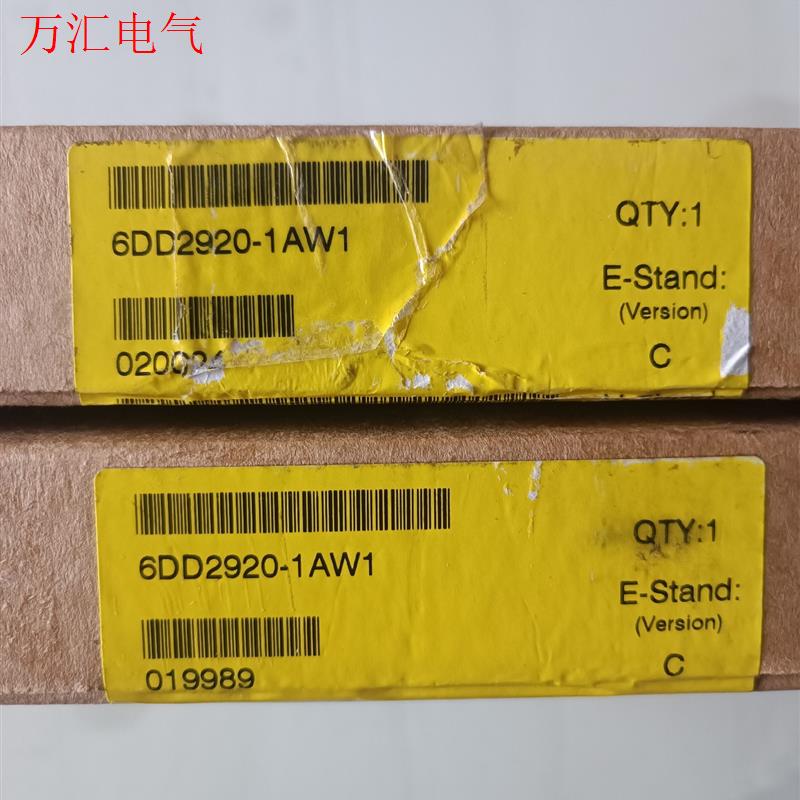 万汇电气
6DD2920-1AW1
QTY:1
E-Stand:
(Version)
C
6DD2920-1AW1
QTY:1
E-Stand:
(Version)
C
019989